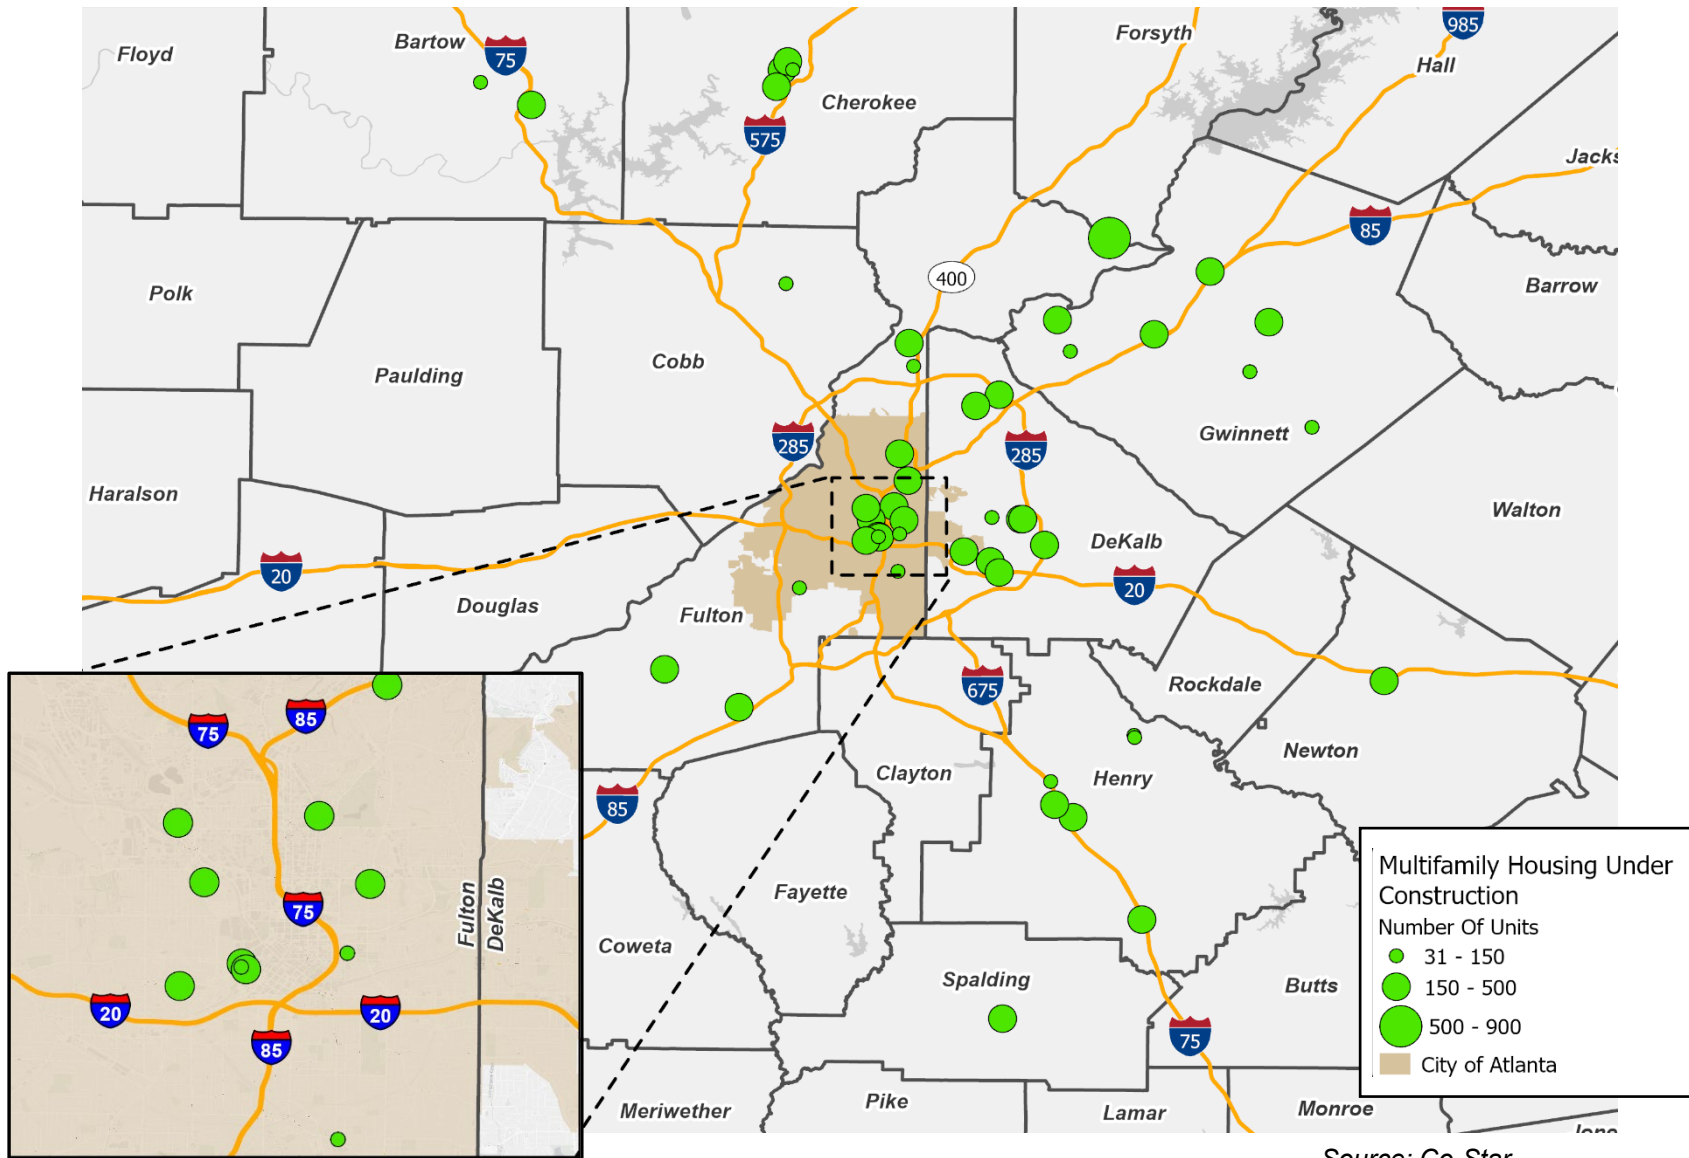 985
Forsyth
Bartow
Floyd
75
Hall
Cherokee
575
85
400
Polk
Barrow
Cobb
Paulding
Gwinnett
285
285
Haralson
Walton
DeKalb
20
20
Douglas
Fulton
675
Rockdale
Newton
Clayton
Henry
85
Fayette
Coweta
Spalding
Butts
75
Pike
Meriwether
Lamar
Monroe
85
75
75
Fulton
DeKalb
20
20
85
Multifamily Housing Under
Construction
Number Of Units
31 - 150
150 - 500
500 - 900
City of Atlanta
Source: Co-Star